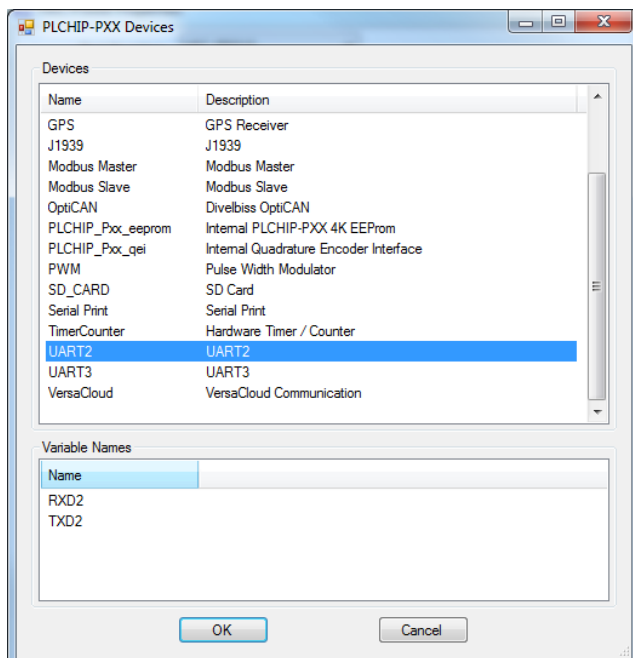 PLCHIP-PXX Devices
Devices
Name Description
GPS GPS Receiver
J1939 J1939
Modbus Master Modbus Master
Modbus Slave Modbus Slave
OptiCAN Divelbiss OptiCAN
PLCHIP_Pxx_eeprom Internal PLCHIP-PXX 4K EEProm
PLCHIP_Pxx_qei Internal Quadrature Encoder Interface
PWM Pulse Width Modulator
SD_CARD SD Card
Serial Print Serial Print
TimerCounter Hardware Timer / Counter
UART2 UART2
UART3 UART3
VersaCloud VersaCloud Communication
Variable Names
Name
RXD2
TXD2
OK Cancel